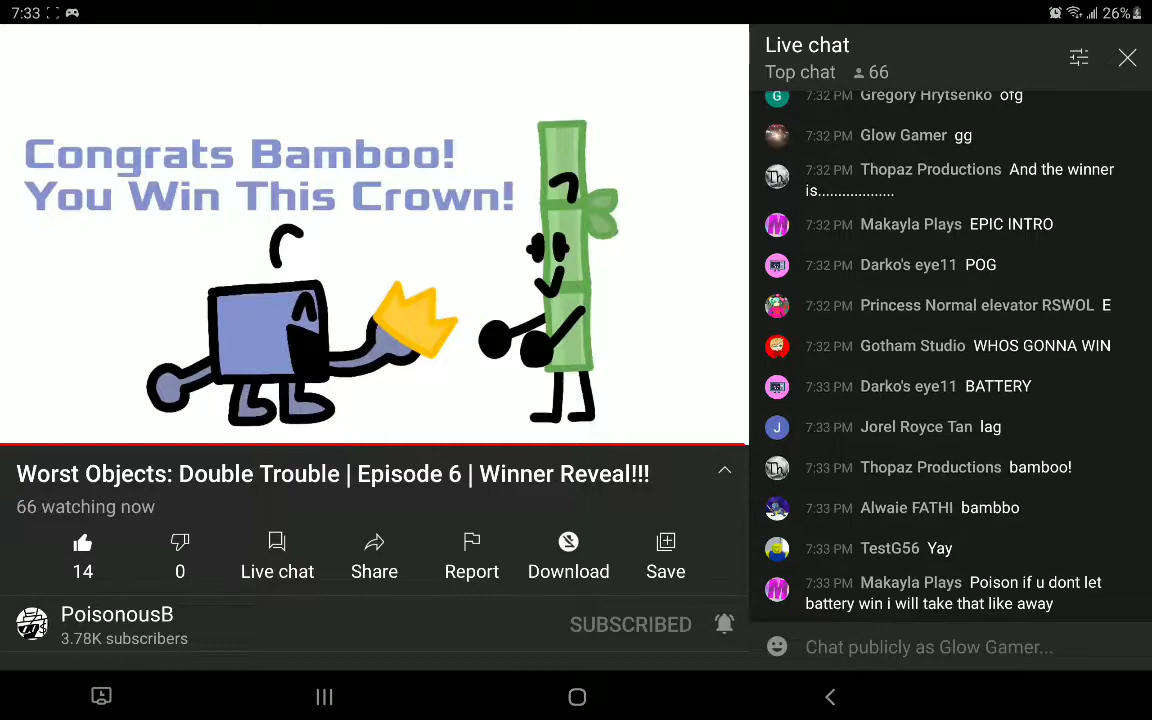 7:33
26%
Congrats Bamboo!
You Win This Crown!
Worst Objects: Double Trouble | Episode 6 | Winner Reveal!!!
66 watching now
14
0
Live chat
Share
Report
Download
Save
PoisonousB
3.78K subscribers
SUBSCRIBED
Live chat
Top chat 66
G 7:32 PM Gregory Hrytsenko ofg
7:32 PM Glow Gamer gg
7:32 PM Thopaz Productions And the winner
is..................
7:32 PM Makayla Plays EPIC INTRO
7:32 PM Darko's eye11 POG
7:32 PM Princess Normal elevator RSWOL E
7:32 PM Gotham Studio WHOS GONNA WIN
7:33 PM Darko's eye11 BATTERY
J 7:33 PM Jorel Royce Tan lag
7:33 PM Thopaz Productions bamboo!
7:33 PM Alwaie FATHI bambbo
7:33 PM TestG56 Yay
7:33 PM Makayla Plays Poison if u dont let
battery win i will take that like away
Chat publicly as Glow Gamer...